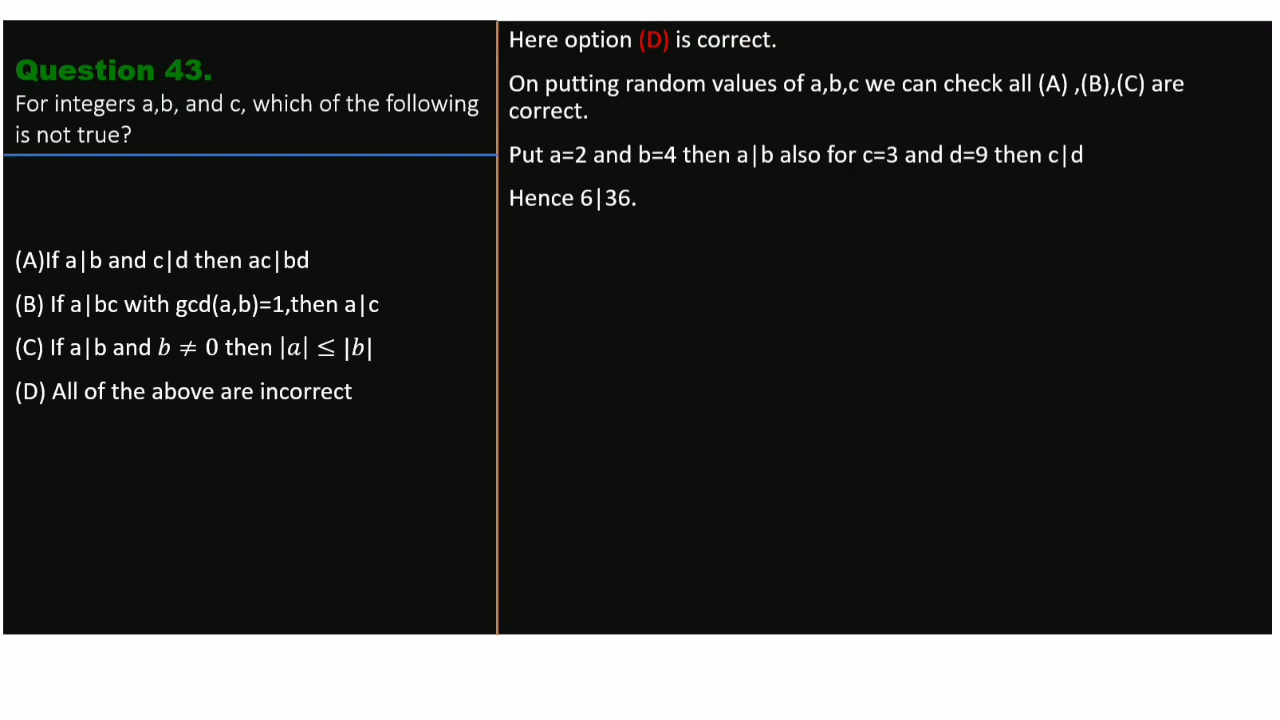 Question 43.
For integers a,b, and c, which of the following
is not true?
(A)If a|b and c|d then ac|bd
(B) If a|bc with gcd(a,b)=1,then a|c
(C) If a|b and b ≠ 0 then |a| ≤ |b|
(D) All of the above are incorrect
Here option (D) is correct.
On putting random values of a,b,c we can check all (A) ,(B),(C) are
correct.
Put a=2 and b=4 then a|b also for c=3 and d=9 then c|d
Hence 6|36.